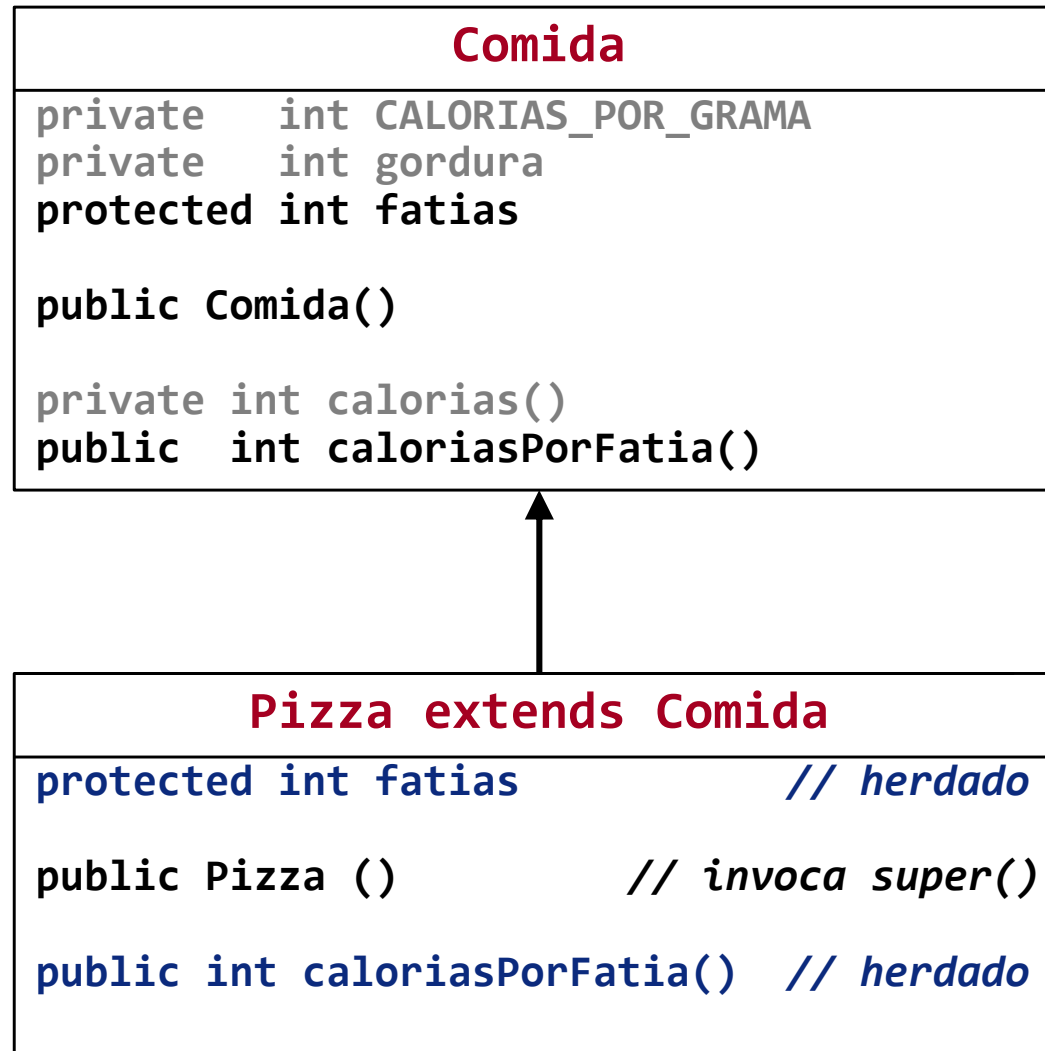 Comida
private   int CALORIAS_POR_GRAMA
private   int gordura
protected int fatias
public Comida()
private int calorias()
public  int caloriasPorFatia()
Pizza extends Comida
protected int fatias           // herdado
public Pizza ()            // invoca super()
public int caloriasPorFatia()  // herdado